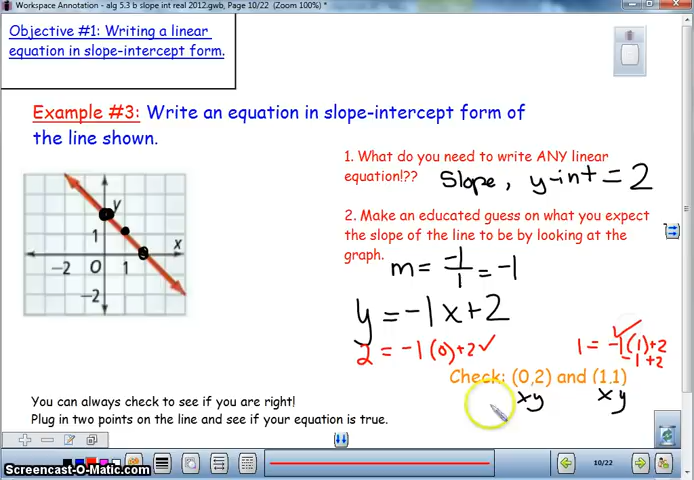 Workspace Annotation - alg 5.3 b slope int real 2012.gwb, Page 10/22 (Zoom 100%) *
Objective #1: Writing a linear
equation in slope-intercept form.
Example #3: Write an equation in slope-intercept form of
the line shown.
1. What do you need to write ANY linear
equation!?? Slope, y-int = 2
2. Make an educated guess on what you expect
the slope of the line to be by looking at the
graph.
m = -1/1 = -1
y = -1x+2
2 = -1(0)+2 ✓
1 = -1(1)+2
-1+2
✓
Check: (0,2) and (1.1)
xy xy
y
1
x
-2 O 1
-2
You can always check to see if you are right!
Plug in two points on the line and see if your equation is true.
10/22
Screencast-O-Matic.com